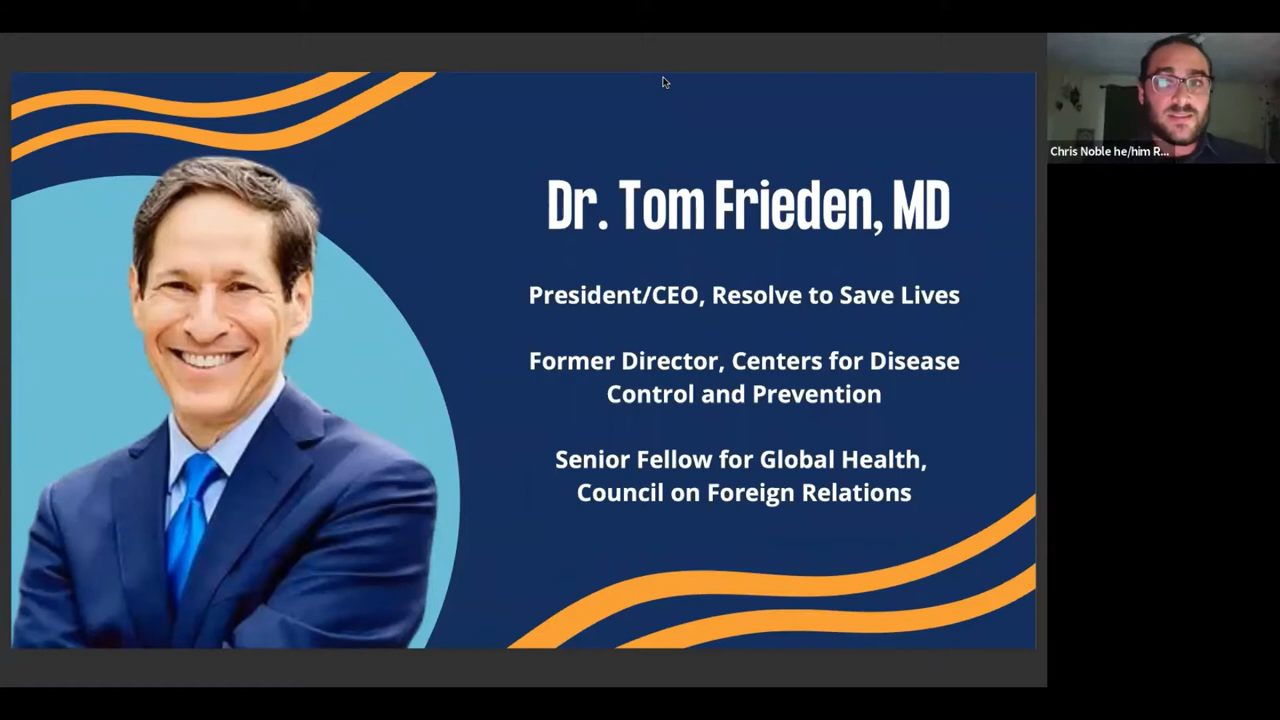 Dr. Tom Frieden, MD
President/CEO, Resolve to Save Lives
Former Director, Centers for Disease
Control and Prevention
Senior Fellow for Global Health,
Council on Foreign Relations
Chris Noble he/him R...